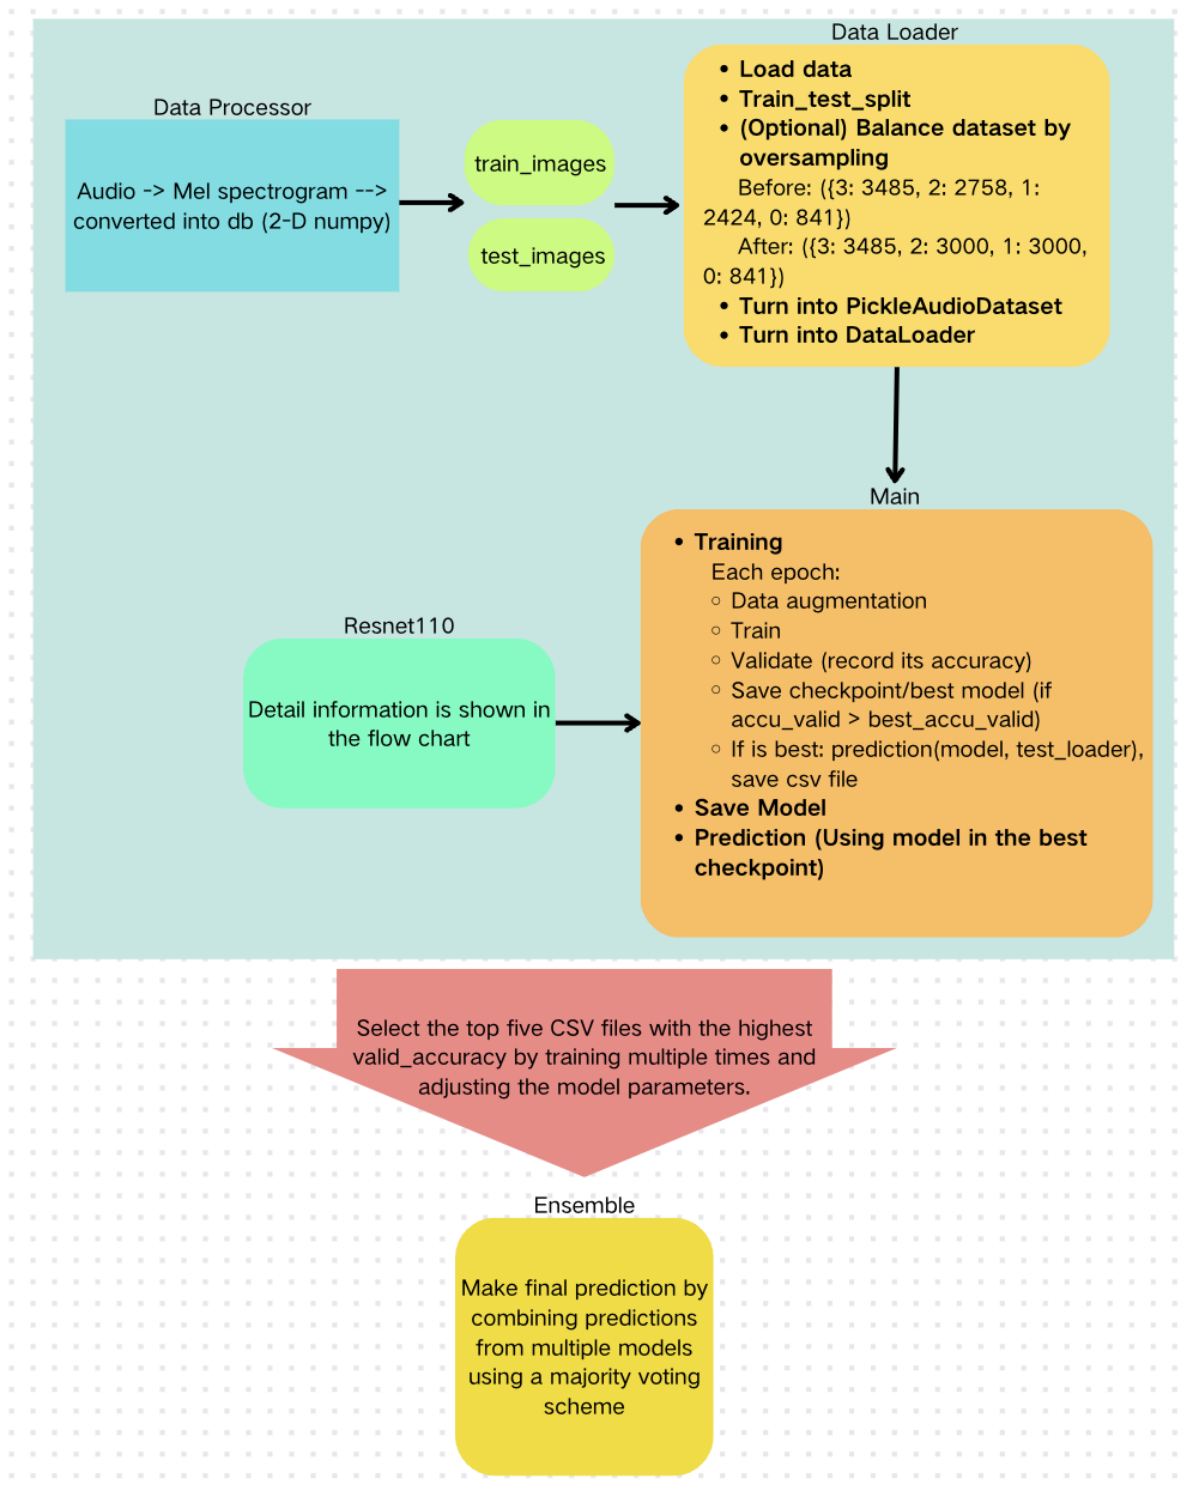 Data Processor
Audio -> Mel spectrogram -->
converted into db (2-D numpy)
train_images
test_images
Data Loader
• Load data
• Train_test_split
• (Optional) Balance dataset by
oversampling
Before: ({3: 3485, 2: 2758, 1:
2424, 0: 841})
After: ({3: 3485, 2: 3000, 1: 3000,
0: 841})
• Turn into PickleAudioDataset
• Turn into DataLoader
Resnet110
Detail information is shown in
the flow chart
Main
• Training
Each epoch:
◦ Data augmentation
◦ Train
◦ Validate (record its accuracy)
◦ Save checkpoint/best model (if
accu_valid > best_accu_valid)
◦ If is best: prediction(model, test_loader),
save csv file
• Save Model
• Prediction (Using model in the best
checkpoint)
Select the top five CSV files with the highest
valid_accuracy by training multiple times and
adjusting the model parameters.
Ensemble
Make final prediction by
combining predictions
from multiple models
using a majority voting
scheme